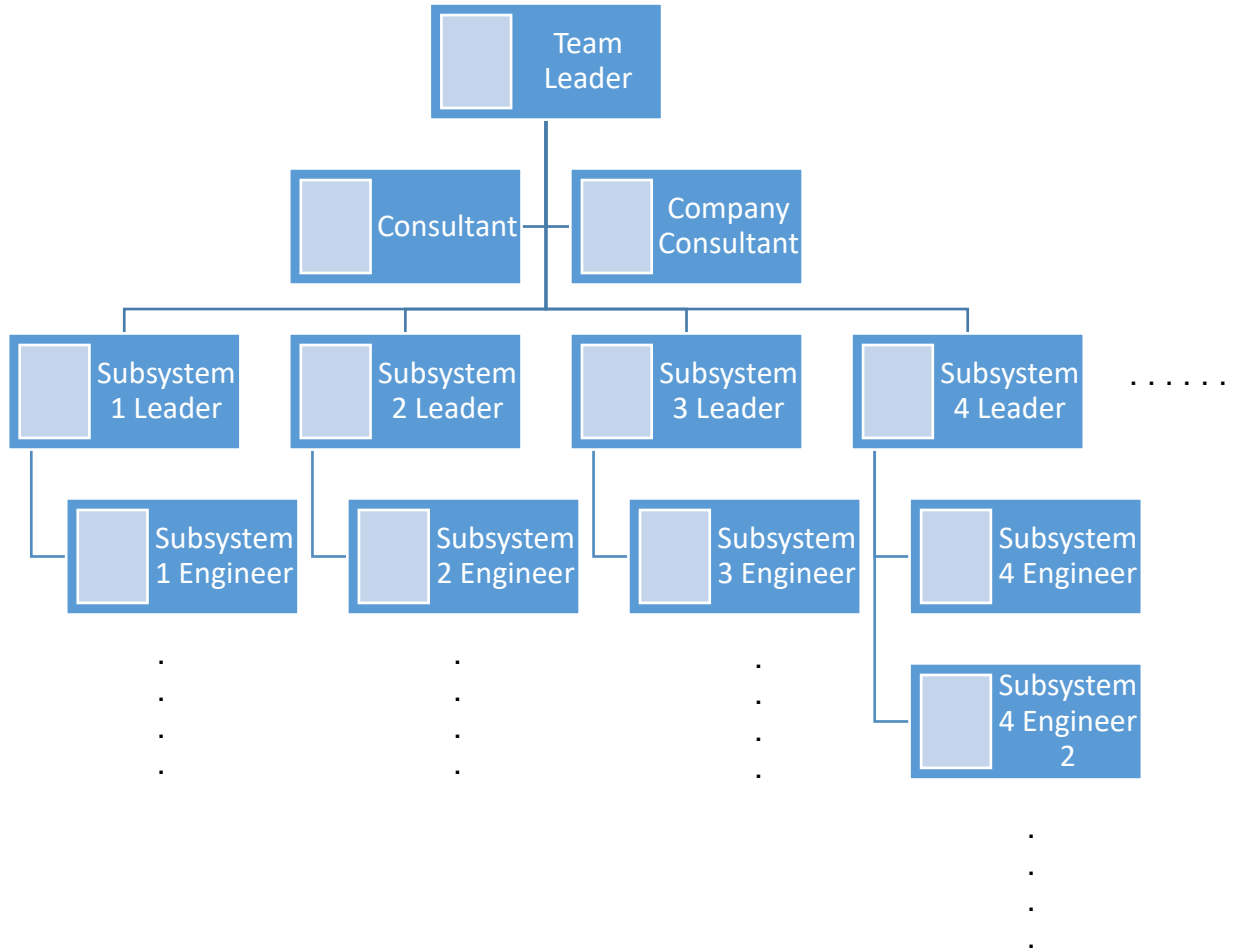 Team
Leader
Consultant
Company
Consultant
Subsystem
1 Leader
Subsystem
2 Leader
Subsystem
3 Leader
Subsystem
4 Leader
. . . . . .
Subsystem
1 Engineer
Subsystem
2 Engineer
Subsystem
3 Engineer
Subsystem
4 Engineer
.
.
.
.
.
.
.
.
.
.
.
.
Subsystem
4 Engineer
2
.
.
.
.